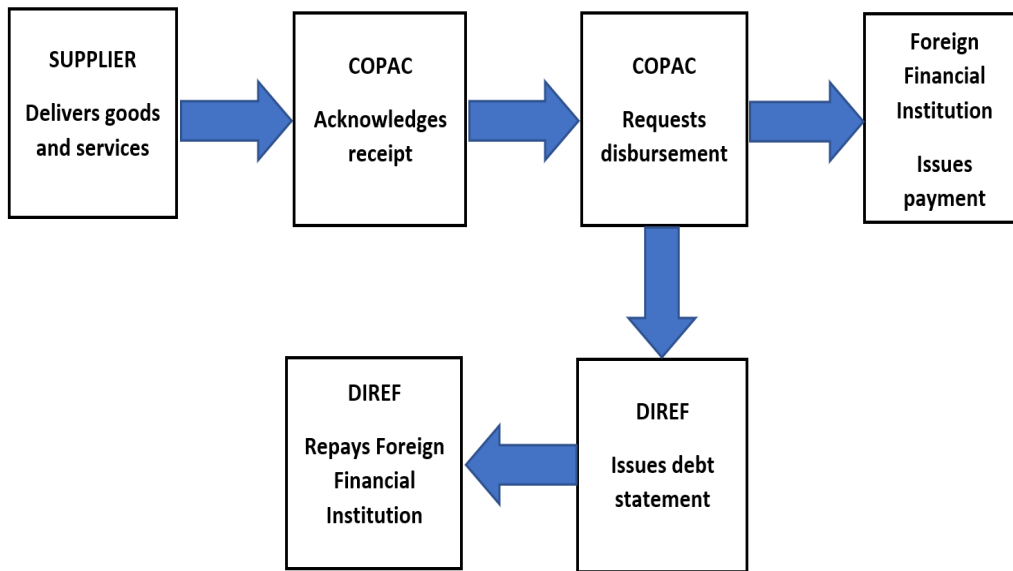 SUPPLIER
Delivers goods
and services
COPAC
Acknowledges
receipt
COPAC
Requests
disbursement
Foreign
Financial
Institution
Issues
payment
DIREF
Repays Foreign
Financial
Institution
DIREF
Issues debt
statement